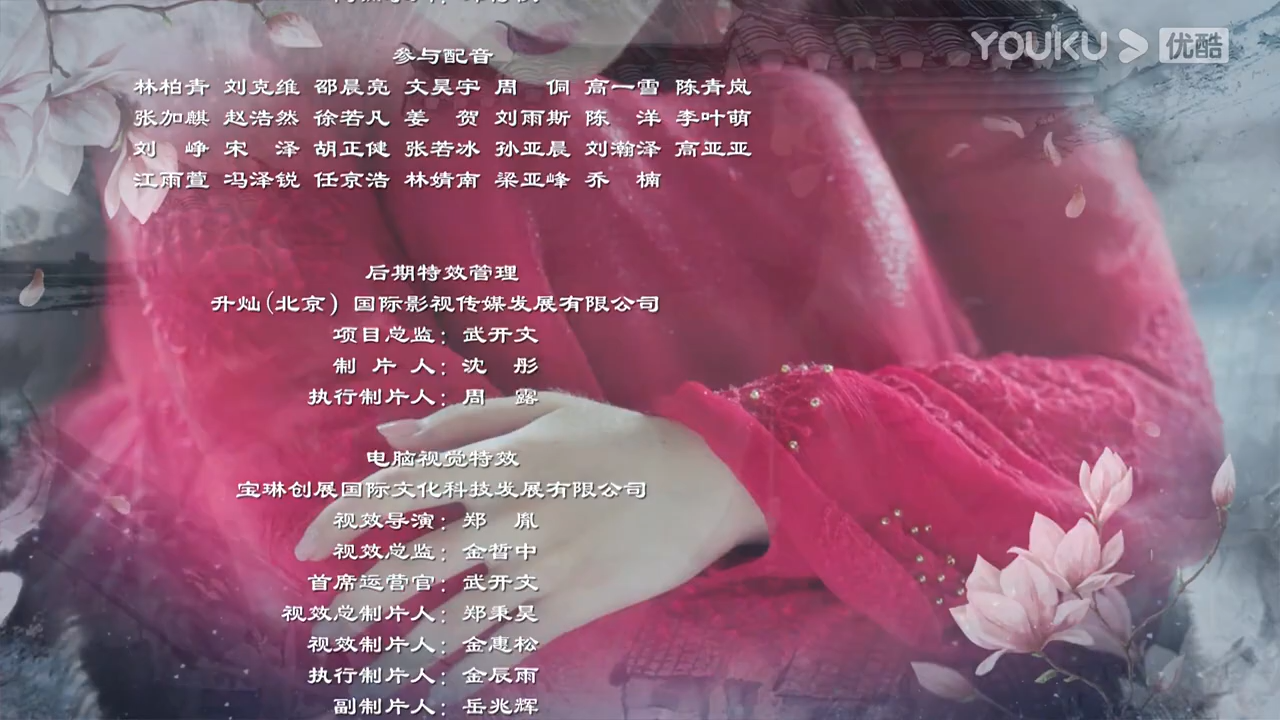 YOUKU 优酷
参与配音
林柏青 刘克维 邵晨亮 文昊宇 周 侗 高一雪 陈青岚
张加麒 赵浩然 徐若凡 姜 贺 刘雨斯 陈 洋 李叶萌
刘 峥 宋 泽 胡正健 张若冰 孙亚晨 刘瀚泽 高亚亚
江雨萱 冯泽锐 任京浩 林婧南 梁亚峰 乔 楠
后期特效管理
升灿(北京) 国际影视传媒发展有限公司
项目总监: 武开文
制 片 人: 沈 彤
执行制片人: 周 露
电脑视觉特效
宝琳创展国际文化科技发展有限公司
视效导演: 郑 胤
视效总监: 金哲中
首席运营官: 武开文
视效总制片人: 郑秉昊
视效制片人: 金惠松
执行制片人: 金辰雨
副制片人: 岳兆辉